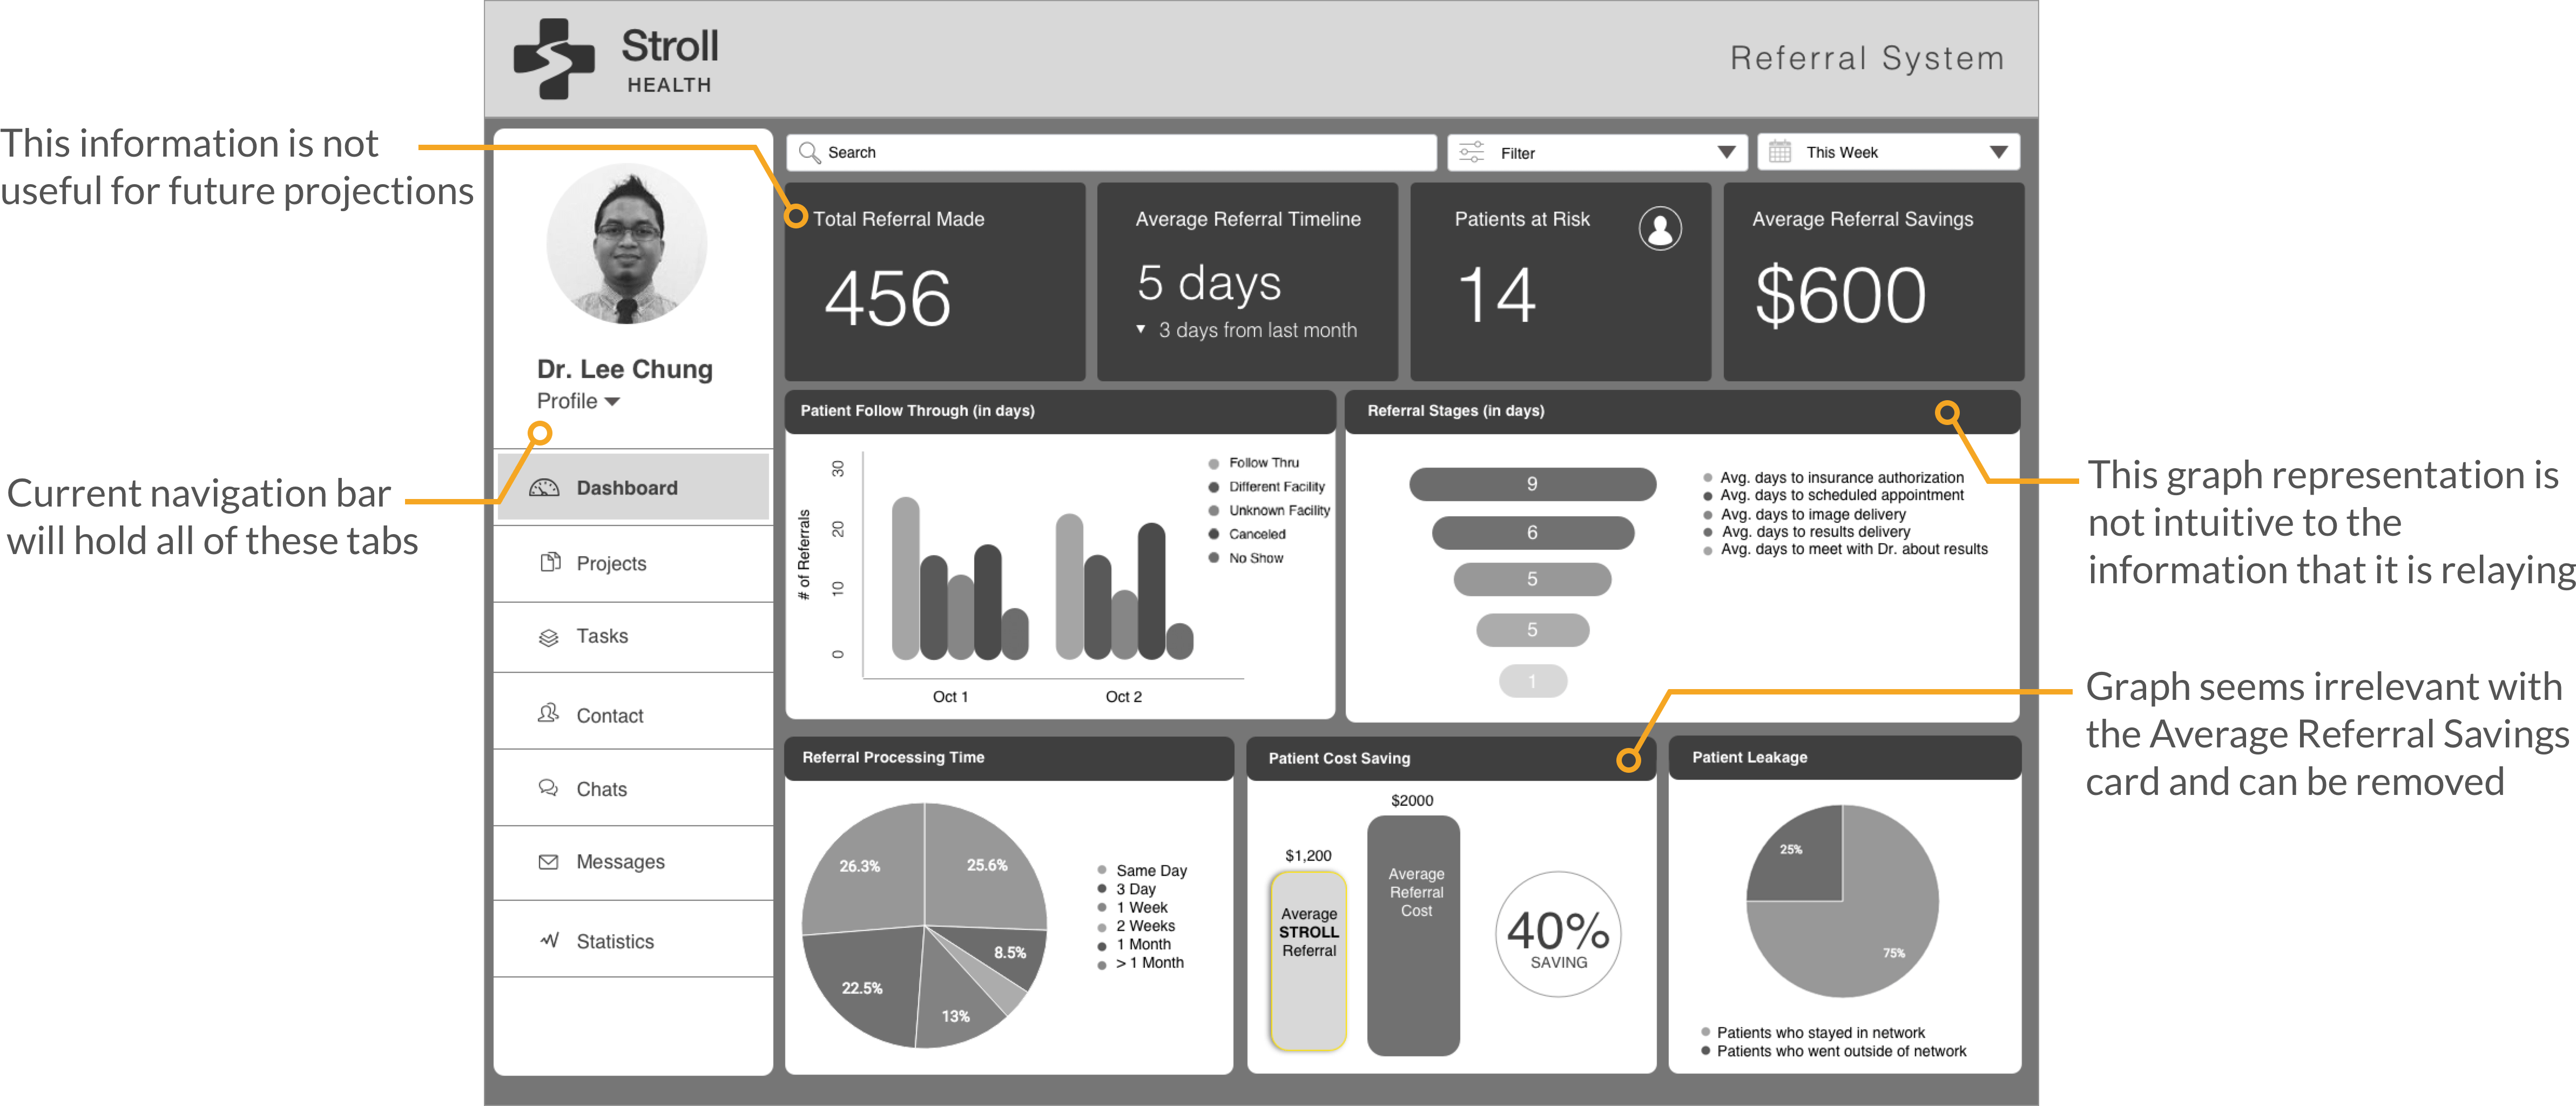 Stroll
HEALTH
Referral System
This information is not
useful for future projections
Search
Filter
This Week
Total Referral Made
456
Average Referral Timeline
5 days
3 days from last month
Patients at Risk
14
Average Referral Savings
$600
Dr. Lee Chung
Profile
Current navigation bar
will hold all of these tabs
Dashboard
Projects
Tasks
Contact
Chats
Messages
Statistics
Patient Follow Through (in days)
# of Referrals
30
20
10
0
Oct 1
Oct 2
Follow Thru
Different Facility
Unknown Facility
Canceled
No Show
Referral Stages (in days)
9
6
5
5
1
Avg. days to insurance authorization
Avg. days to scheduled appointment
Avg. days to image delivery
Avg. days to results delivery
Avg. days to meet with Dr. about results
This graph representation is
not intuitive to the
information that it is relaying
Graph seems irrelevant with
the Average Referral Savings
card and can be removed
Referral Processing Time
26.3%
25.6%
8.5%
22.5%
13%
Same Day
3 Day
1 Week
2 Weeks
1 Month
> 1 Month
Patient Cost Saving
$1,200
Average
STROLL
Referral
$2000
Average
Referral
Cost
40%
SAVING
Patient Leakage
25%
75%
Patients who stayed in network
Patients who went outside of network